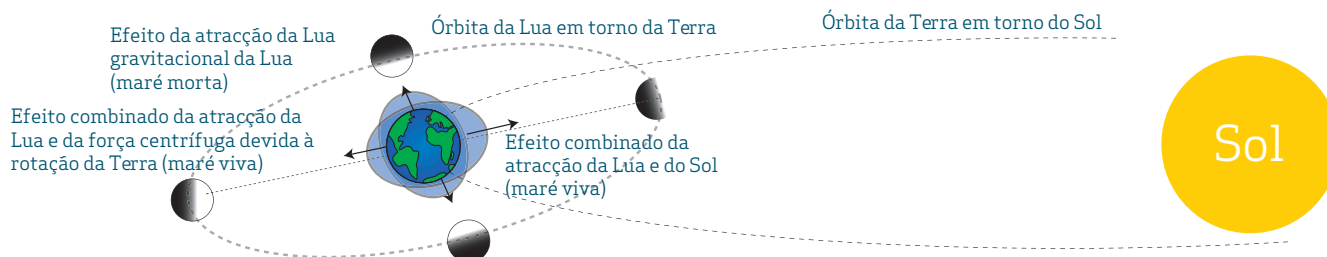 Efeito da atracção da Lua
gravitacional da Lua
(maré morta)
Órbita da Lua em torno da Terra
Órbita da Terra em torno do Sol
Efeito combinado da atracção da
Lua e da força centrífuga devida à
rotação da Terra (maré viva)
Efeito combinado da
atracção da Lúa e do Sol
(maré viva)
Sol